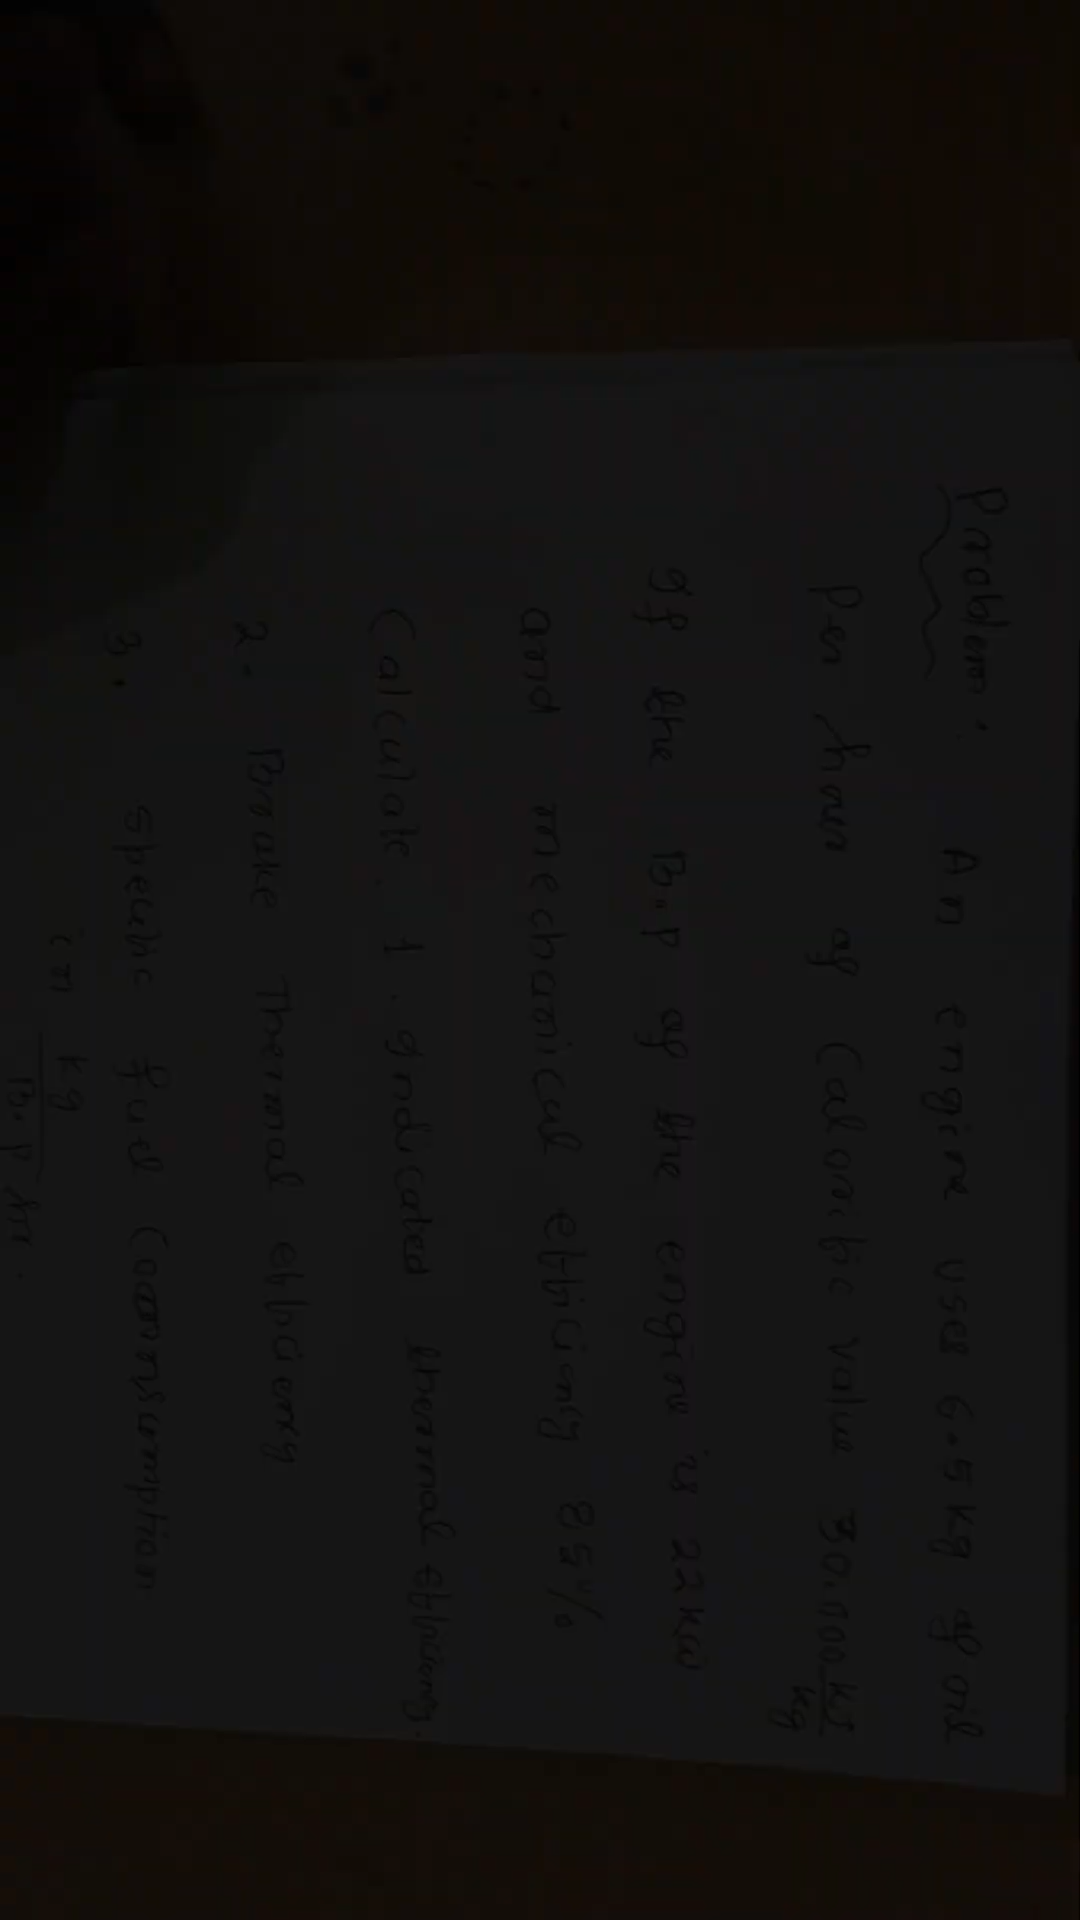 Problem. An engine uses 6.5 kg of oil
Per hour of Calorific value 30,000 kJ/kg
If the B.P of the engine is 22 kW
and mechanical efficiency 85%
Calculate. 1. Indicated thermal efficiency.
2. Brake Thermal efficiency
3. Specific fuel Consumption
in kg/B.P/hr.